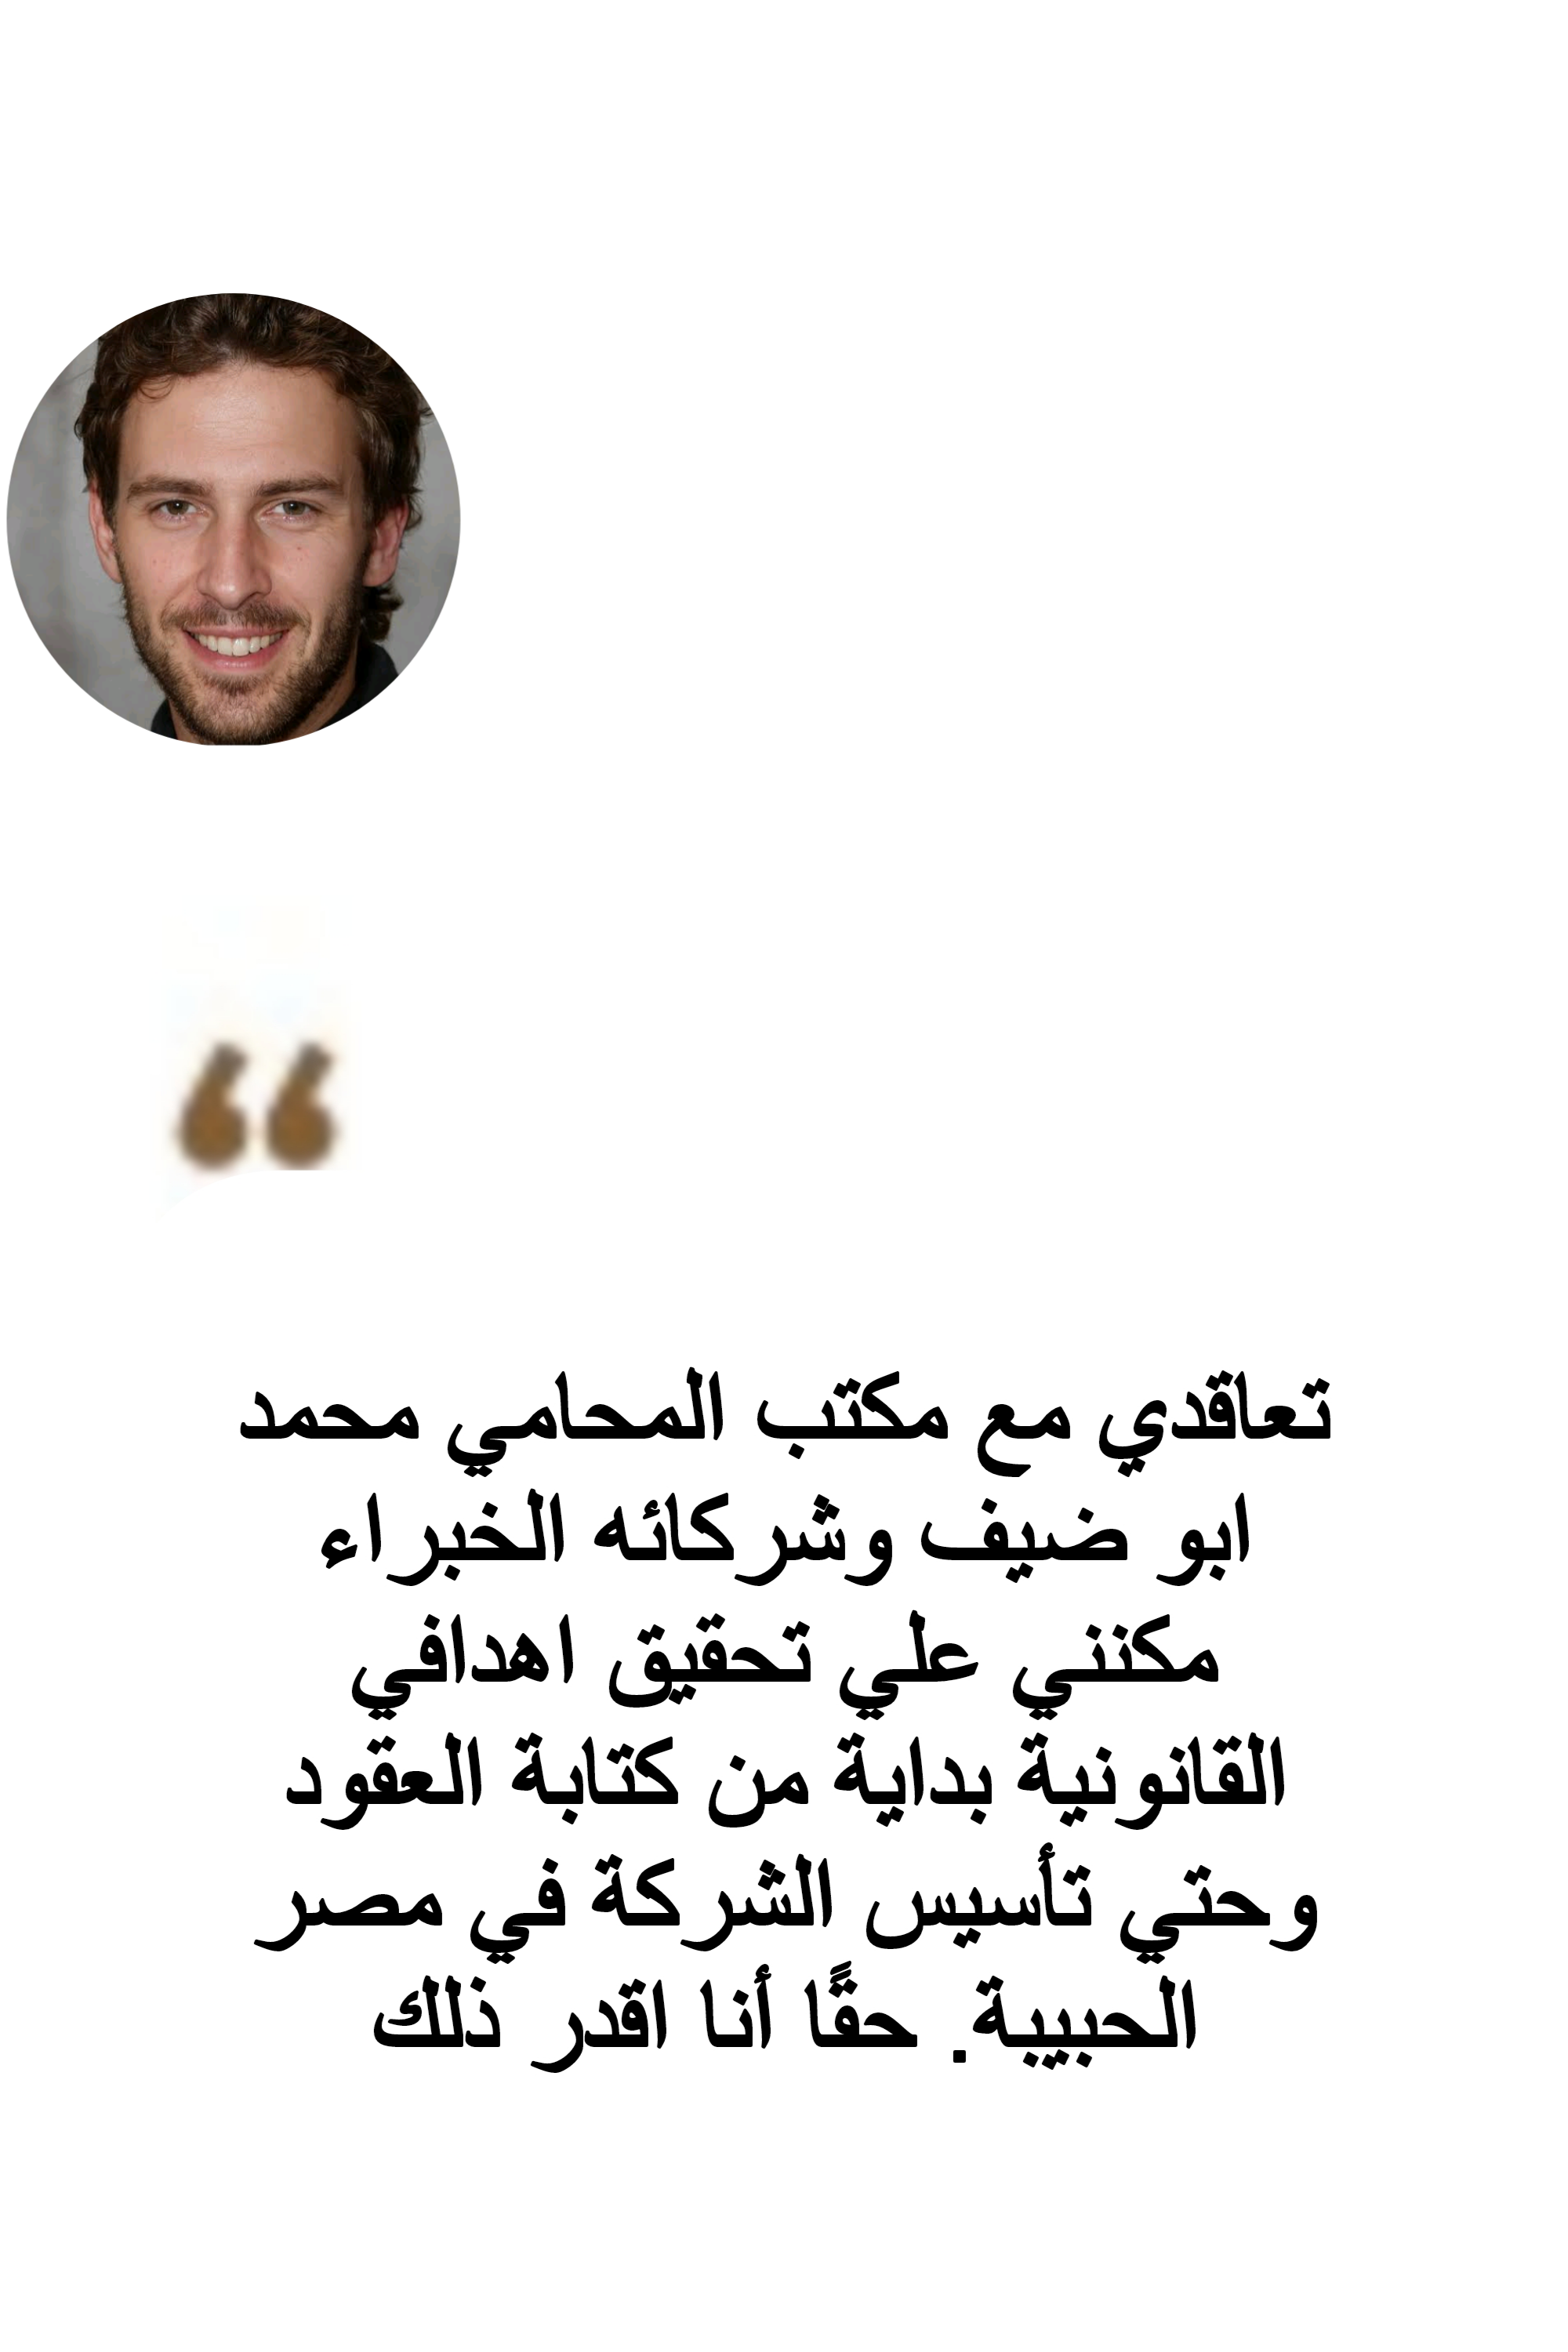 تعاقدي مع مكتب المحامي محمد
ابو ضيف وشركائه الخبراء
مكنني علي تحقيق اهدافي
القانونية بداية من كتابة العقود
وحتي تأسيس الشركة في مصر
الحبيبة. حقًا أنا اقدر ذلك